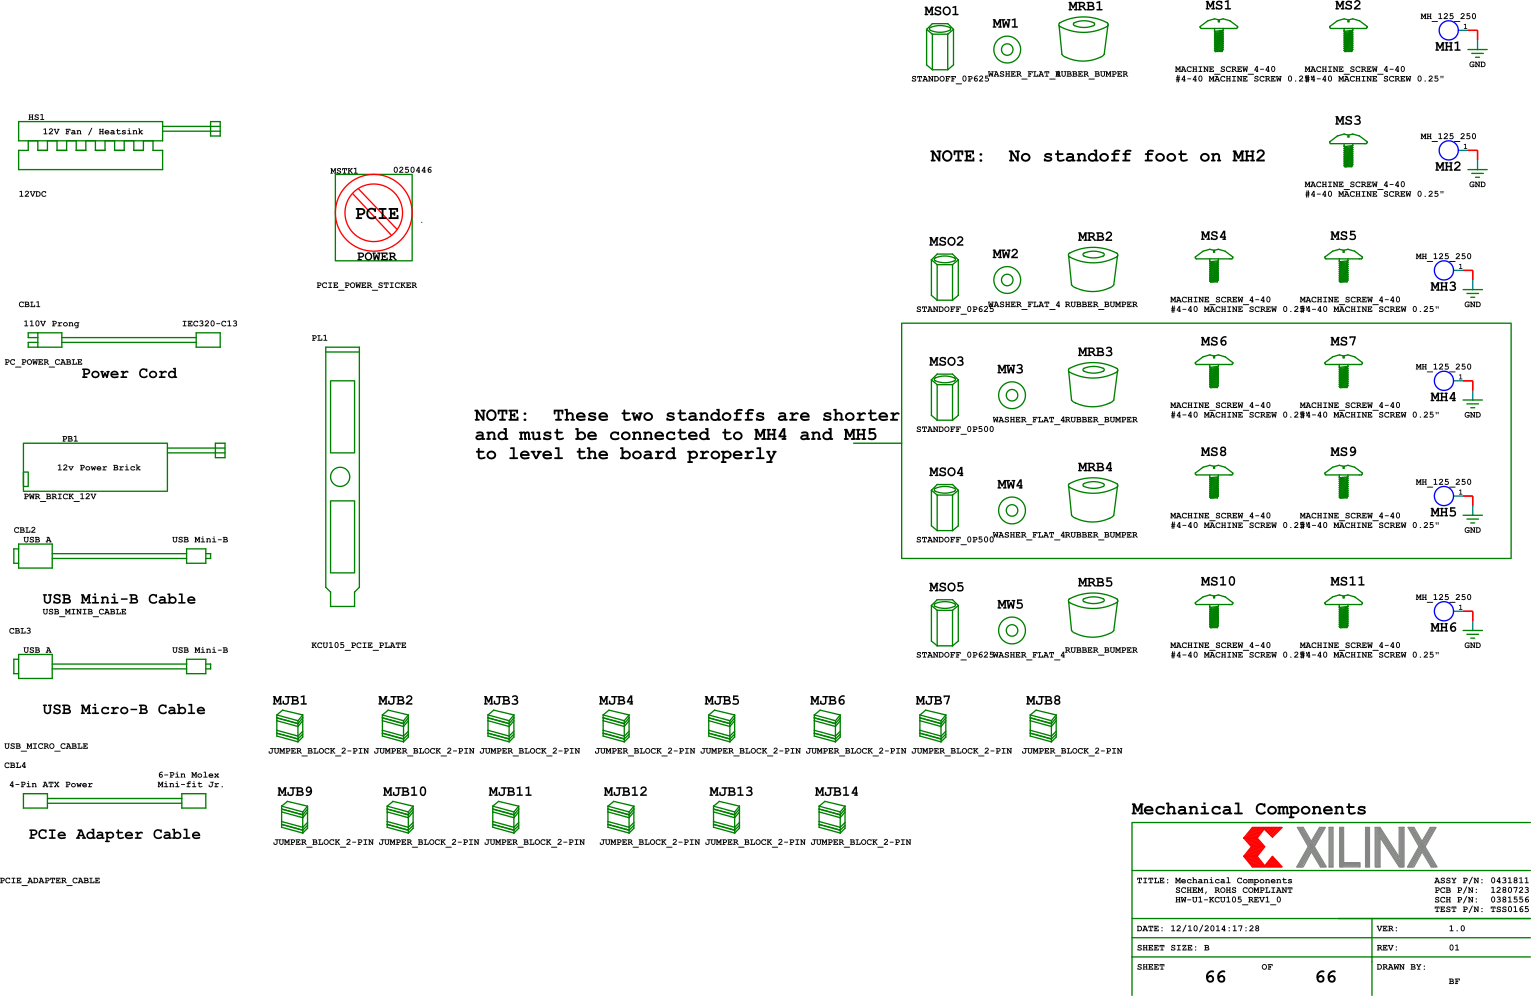 MSO1
STANDOFF_0P625
MW1
WASHER_FLAT_4
MRB1
RUBBER_BUMPER
MS1
MACHINE_SCREW_4-40
#4-40 MACHINE SCREW 0.25"
MS2
MACHINE_SCREW_4-40
#4-40 MACHINE SCREW 0.25"
MH_125_250
1
MH1
GND
HS1
12V Fan / Heatsink
12VDC
MSTK1
0250446
PCIE
POWER
PCIE_POWER_STICKER
NOTE:  No standoff foot on MH2
MS3
MACHINE_SCREW_4-40
#4-40 MACHINE SCREW 0.25"
MH_125_250
1
MH2
GND
MSO2
STANDOFF_0P625
MW2
WASHER_FLAT_4
MRB2
RUBBER_BUMPER
MS4
MACHINE_SCREW_4-40
#4-40 MACHINE SCREW 0.25"
MS5
MACHINE_SCREW_4-40
#4-40 MACHINE SCREW 0.25"
MH_125_250
1
MH3
GND
CBL1
110V Prong
IEC320-C13
PC_POWER_CABLE
Power Cord
PL1
KCU105_PCIE_PLATE
NOTE:  These two standoffs are shorter
and must be connected to MH4 and MH5
to level the board properly
MSO3
STANDOFF_0P500
MW3
WASHER_FLAT_4
MRB3
RUBBER_BUMPER
MS6
MACHINE_SCREW_4-40
#4-40 MACHINE SCREW 0.25"
MS7
MACHINE_SCREW_4-40
#4-40 MACHINE SCREW 0.25"
MH_125_250
1
MH4
GND
MSO4
STANDOFF_0P500
MW4
WASHER_FLAT_4
MRB4
RUBBER_BUMPER
MS8
MACHINE_SCREW_4-40
#4-40 MACHINE SCREW 0.25"
MS9
MACHINE_SCREW_4-40
#4-40 MACHINE SCREW 0.25"
MH_125_250
1
MH5
GND
PB1
12v Power Brick
PWR_BRICK_12V
CBL2
USB A
USB Mini-B
USB Mini-B Cable
USB_MINIB_CABLE
MSO5
STANDOFF_0P625
MW5
WASHER_FLAT_4
MRB5
RUBBER_BUMPER
MS10
MACHINE_SCREW_4-40
#4-40 MACHINE SCREW 0.25"
MS11
MACHINE_SCREW_4-40
#4-40 MACHINE SCREW 0.25"
MH_125_250
1
MH6
GND
CBL3
USB A
USB Mini-B
USB Micro-B Cable
USB_MICRO_CABLE
MJB1
JUMPER_BLOCK_2-PIN
MJB2
JUMPER_BLOCK_2-PIN
MJB3
JUMPER_BLOCK_2-PIN
MJB4
JUMPER_BLOCK_2-PIN
MJB5
JUMPER_BLOCK_2-PIN
MJB6
JUMPER_BLOCK_2-PIN
MJB7
JUMPER_BLOCK_2-PIN
MJB8
JUMPER_BLOCK_2-PIN
CBL4
4-Pin ATX Power
6-Pin Molex
Mini-fit Jr.
PCIe Adapter Cable
PCIE_ADAPTER_CABLE
MJB9
JUMPER_BLOCK_2-PIN
MJB10
JUMPER_BLOCK_2-PIN
MJB11
JUMPER_BLOCK_2-PIN
MJB12
JUMPER_BLOCK_2-PIN
MJB13
JUMPER_BLOCK_2-PIN
MJB14
JUMPER_BLOCK_2-PIN
Mechanical Components
XILINX
TITLE: Mechanical Components
SCHEM, ROHS COMPLIANT
HW-U1-KCU105_REV1_0
ASSY P/N: 0431811
PCB P/N: 1280723
SCH P/N: 0381556
TEST P/N: TSS0165
DATE: 12/10/2014:17:28
VER: 1.0
SHEET SIZE: B
REV: 01
SHEET 66 OF 66
DRAWN BY:
BF